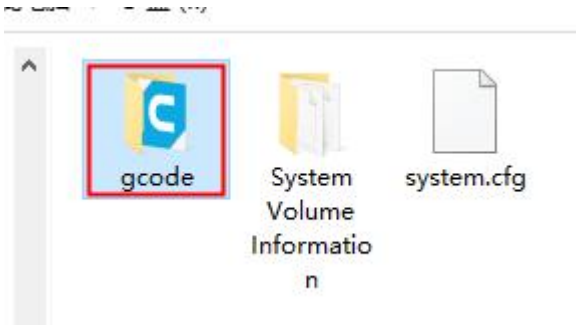 gcode
System
Volume
Informatio
n
system.cfg